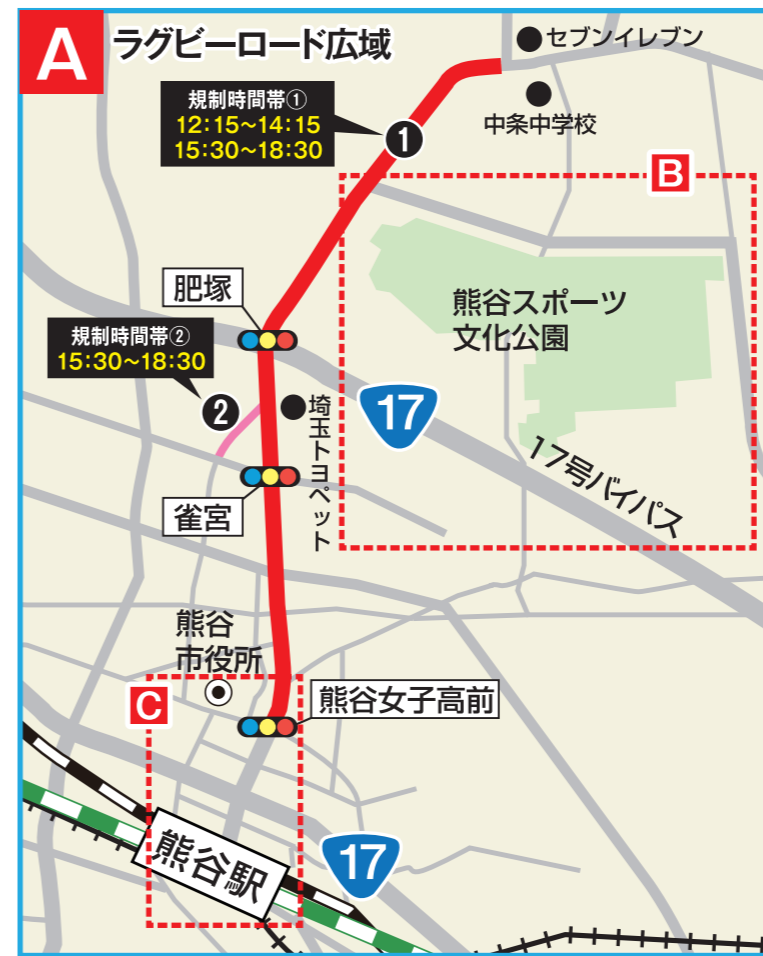 A
ラグビーロード広域
セブンイレブン
中条中学校
規制時間帯①
12:15~14:15
15:30~18:30
❶
B
肥塚
熊谷スポーツ
文化公園
規制時間帯②
15:30~18:30
❷
17
埼玉トヨペット
17号バイパス
雀宮
熊谷
市役所
C
熊谷女子高前
熊谷駅
17